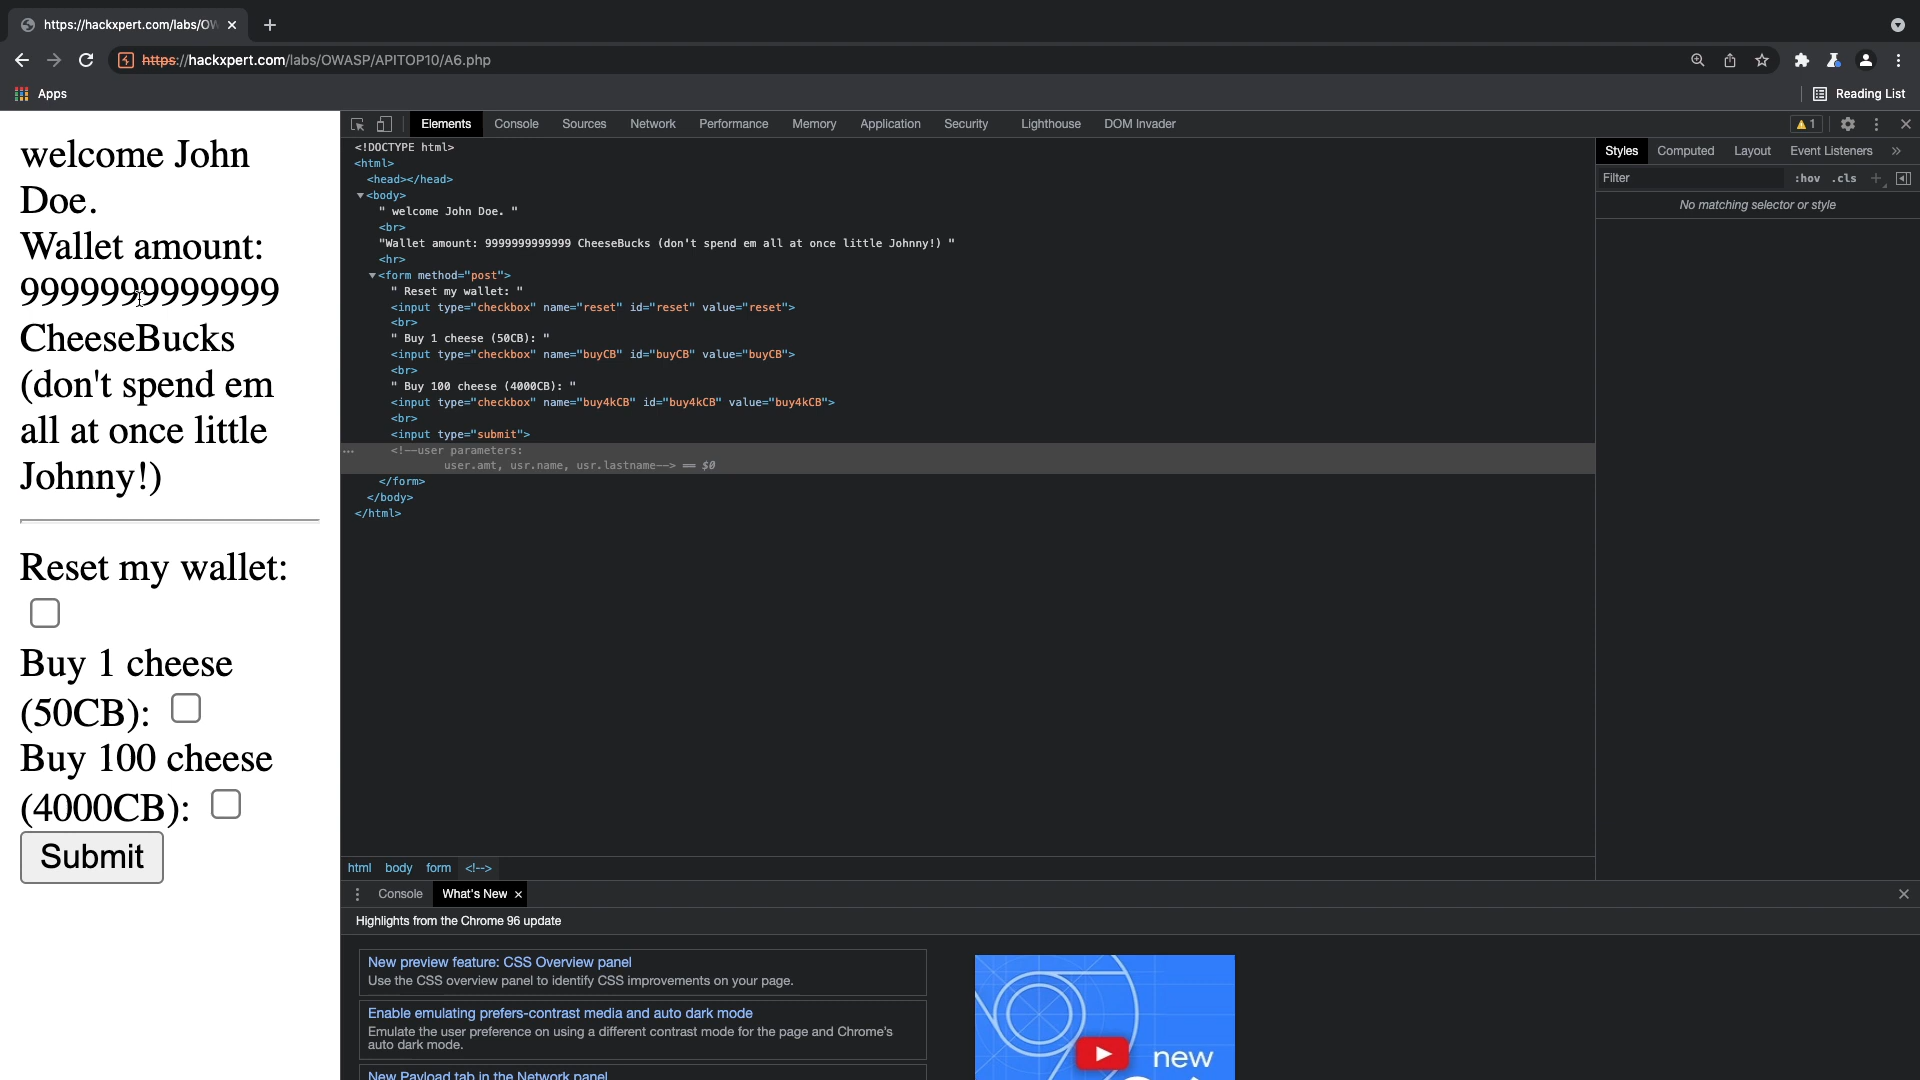 https://hackxpert.com/labs/OW
https://hackxpert.com/labs/OWASP/APITOP10/A6.php
Apps
Reading List
welcome John
Doe.
Wallet amount:
9999999999999
CheeseBucks
(don't spend em
all at once little
Johnny!)
Reset my wallet:
Buy 1 cheese
(50CB):
Buy 100 cheese
(4000CB):
Submit
Elements Console Sources Network Performance Memory Application Security Lighthouse DOM Invader
1
<!DOCTYPE html>
<html>
<head></head>
<body>
" welcome John Doe. "
<br>
"Wallet amount: 9999999999999 CheeseBucks (don't spend em all at once little Johnny!) "
<hr>
<form method="post">
" Reset my wallet: "
<input type="checkbox" name="reset" id="reset" value="reset">
<br>
" Buy 1 cheese (50CB): "
<input type="checkbox" name="buyCB" id="buyCB" value="buyCB">
<br>
" Buy 100 cheese (4000CB): "
<input type="checkbox" name="buy4kCB" id="buy4kCB" value="buy4kCB">
<br>
<input type="submit">
<!--user parameters:
user.amt, usr.name, usr.lastname--> == $0
</form>
</body>
</html>
html body form <!-->
Styles Computed Layout Event Listeners »
Filter :hov .cls +
No matching selector or style
Console What's New
Highlights from the Chrome 96 update
New preview feature: CSS Overview panel
Use the CSS overview panel to identify CSS improvements on your page.
Enable emulating prefers-contrast media and auto dark mode
Emulate the user preference on using a different contrast mode for the page and Chrome's
auto dark mode.
New Payload tab in the Network panel
new